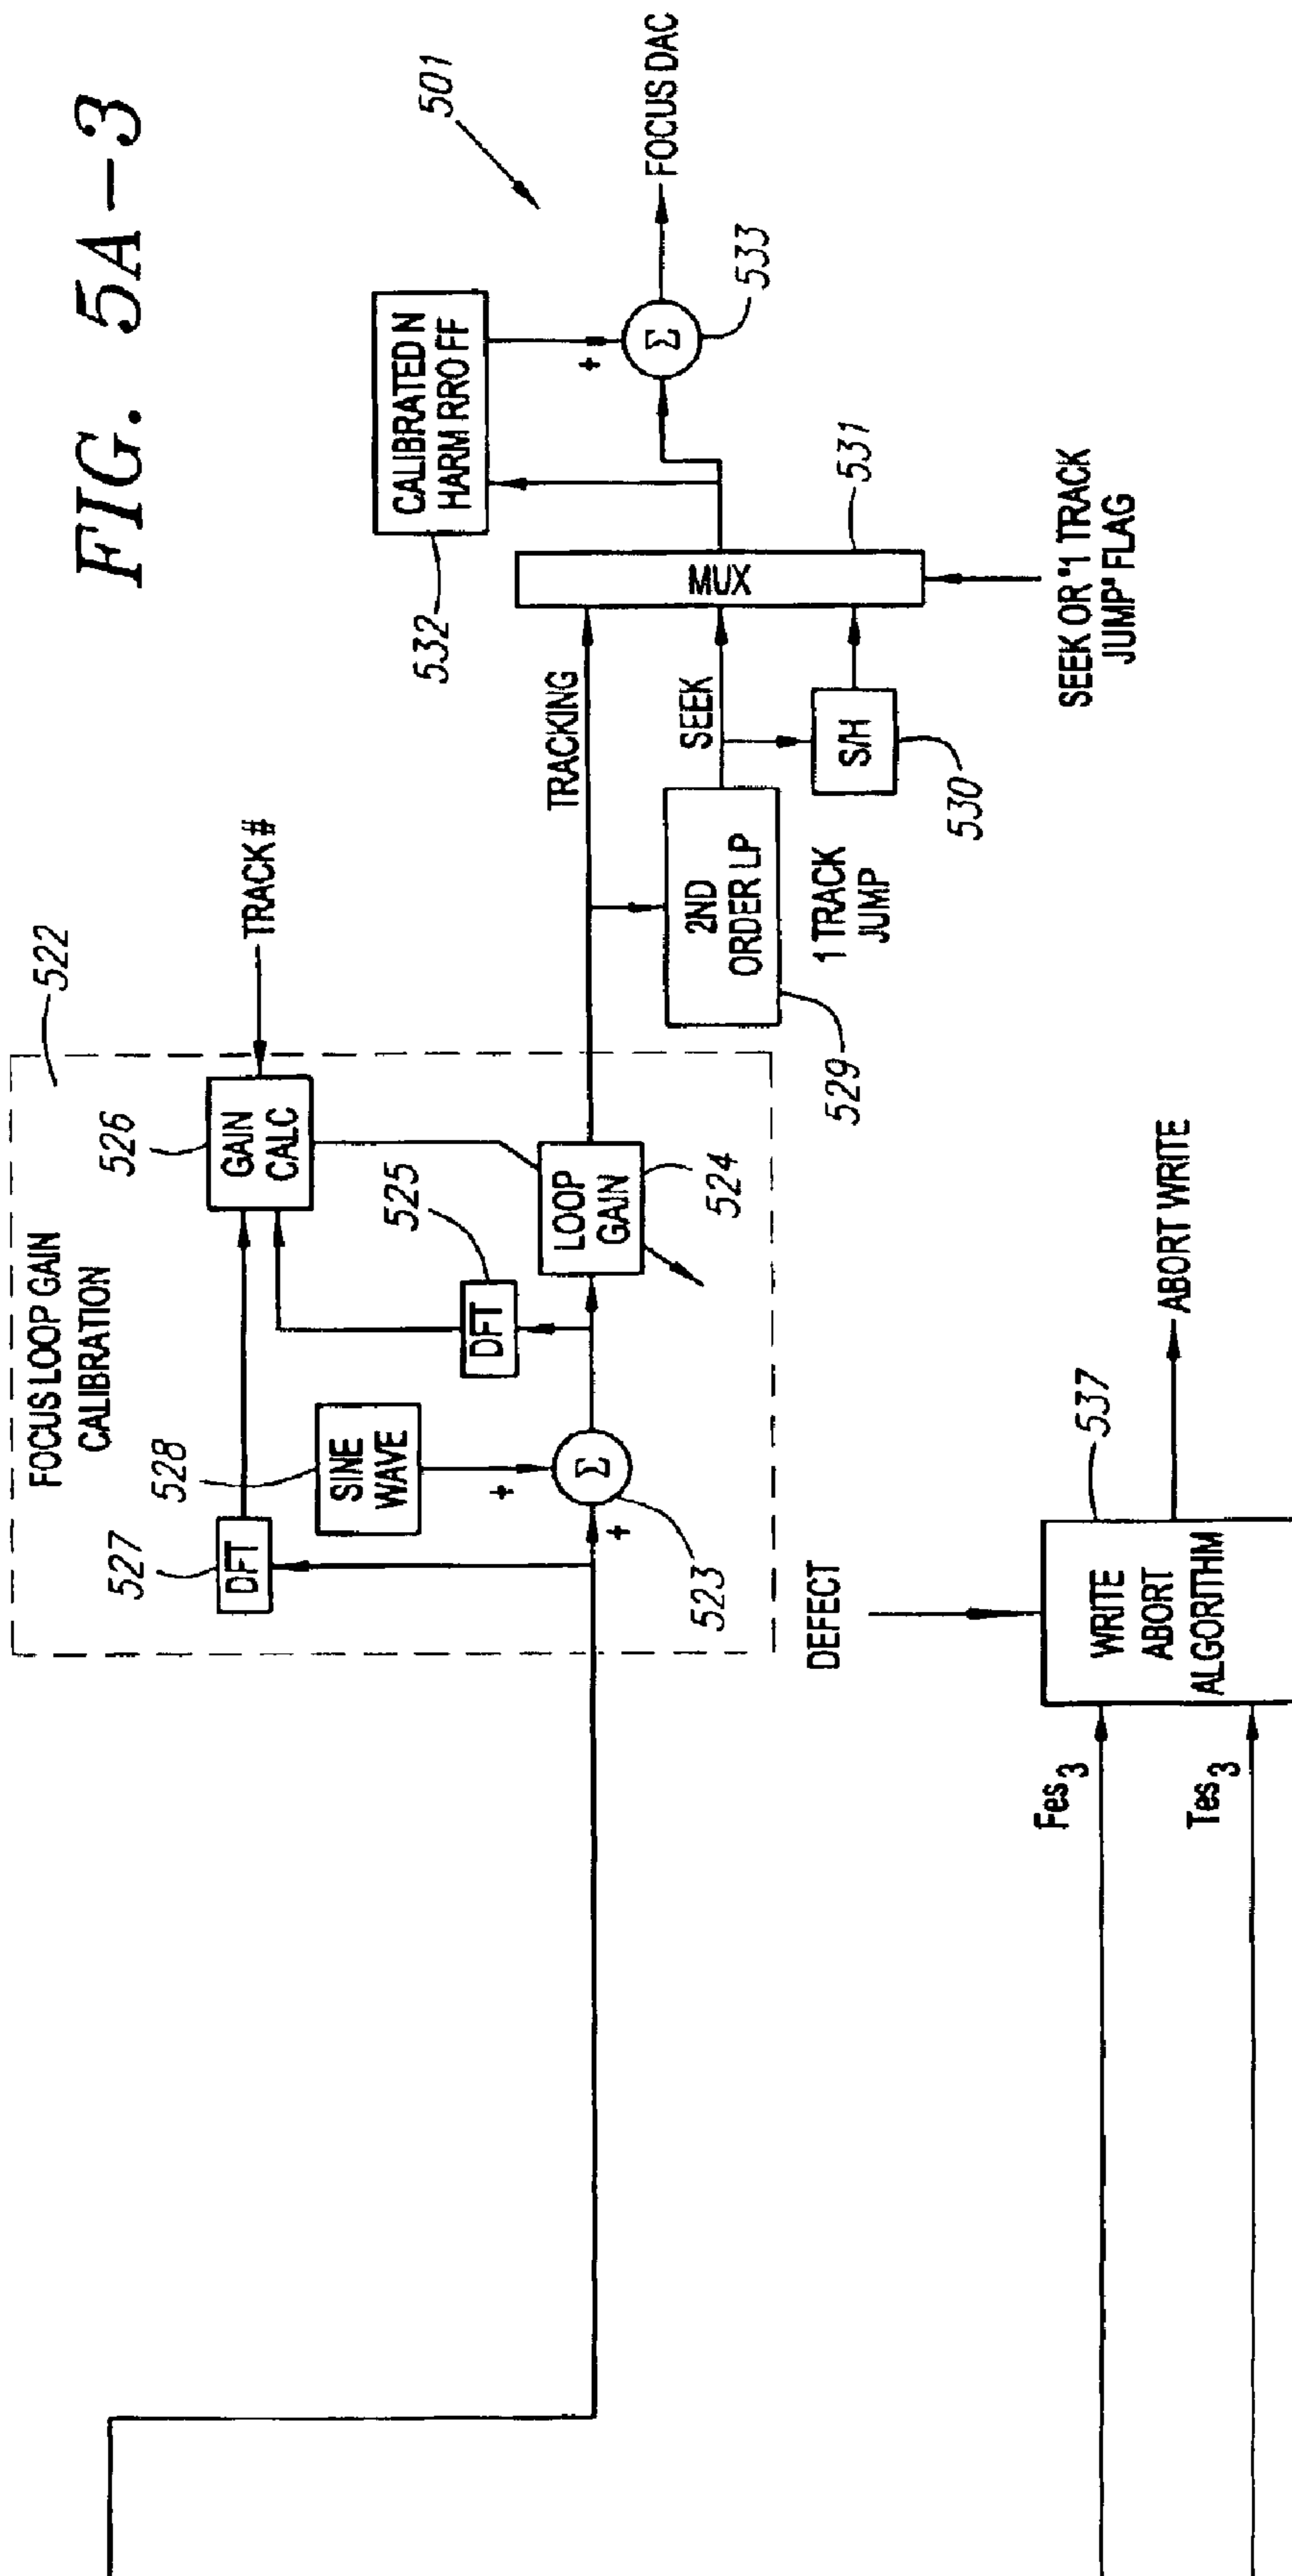 FIG. 5A-3
501
FOCUS DAC
533
Σ
+
CALIBRATED N
HARM RRO FF
532
MUX
531
SEEK OR "1 TRACK
JUMP" FLAG
TRACKING
SEEK
S/H
530
2ND
ORDER LP
529
1 TRACK
JUMP
TRACK#
522
FOCUS LOOP GAIN
CALIBRATION
526
GAIN
CALC
525
DFT
LOOP
GAIN
524
527
DFT
528
SINE
WAVE
+
Σ
+
523
DEFECT
537
WRITE
ABORT
ALGORITHM
ABORT WRITE
Fes3
Tes3